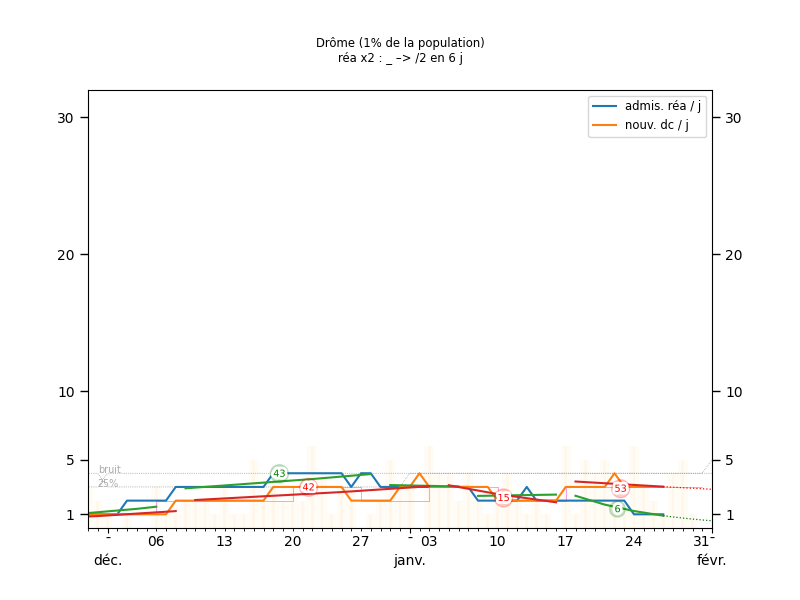 Drôme (1% de la population)
réa x2 : _ –> /2 en 6 j
admis. réa / j
nouv. dc / j
30 30
20 20
10 10
5 5
bruit
25%
43
42
15
53
6
1 1
- 06 13 20 27 - 03 10 17 24 31 -
déc. janv. févr.